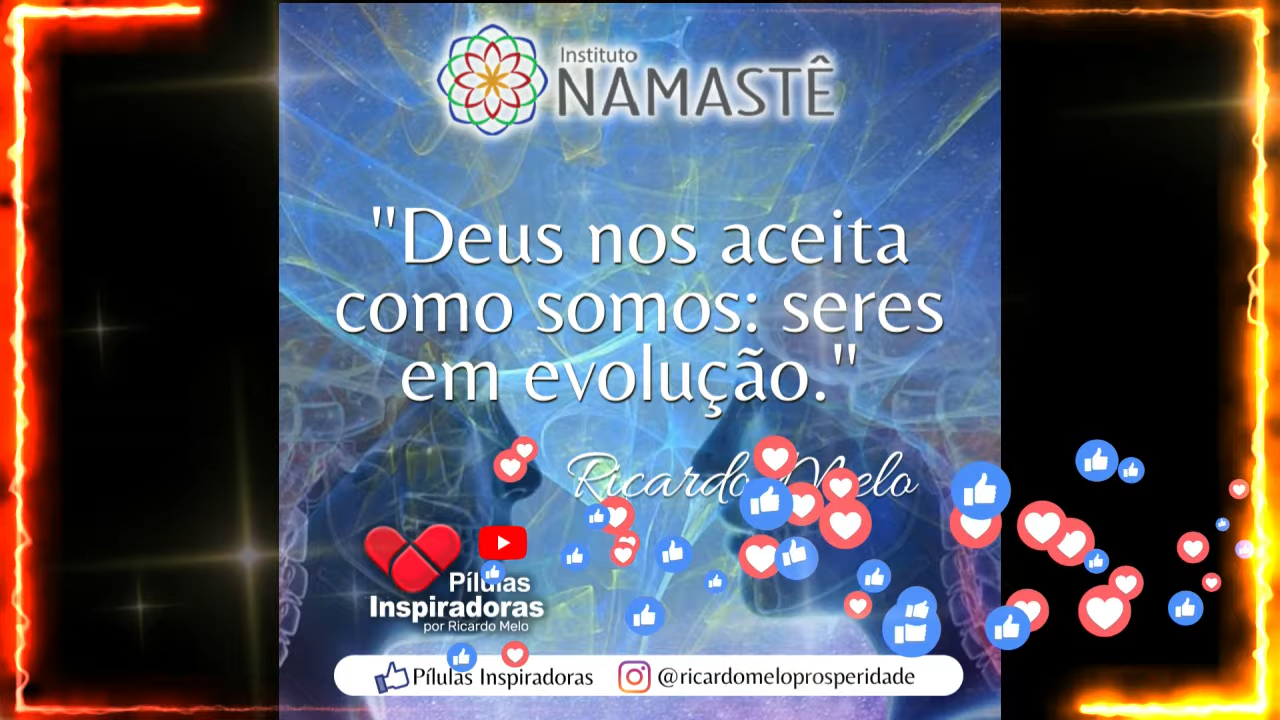 Instituto
NAMASTÊ
"Deus nos aceita
como somos: seres
em evolução."
Ricardo Melo
Pílulas
Inspiradoras
por Ricardo Melo
Pílulas Inspiradoras @ricardomeloprosperidade